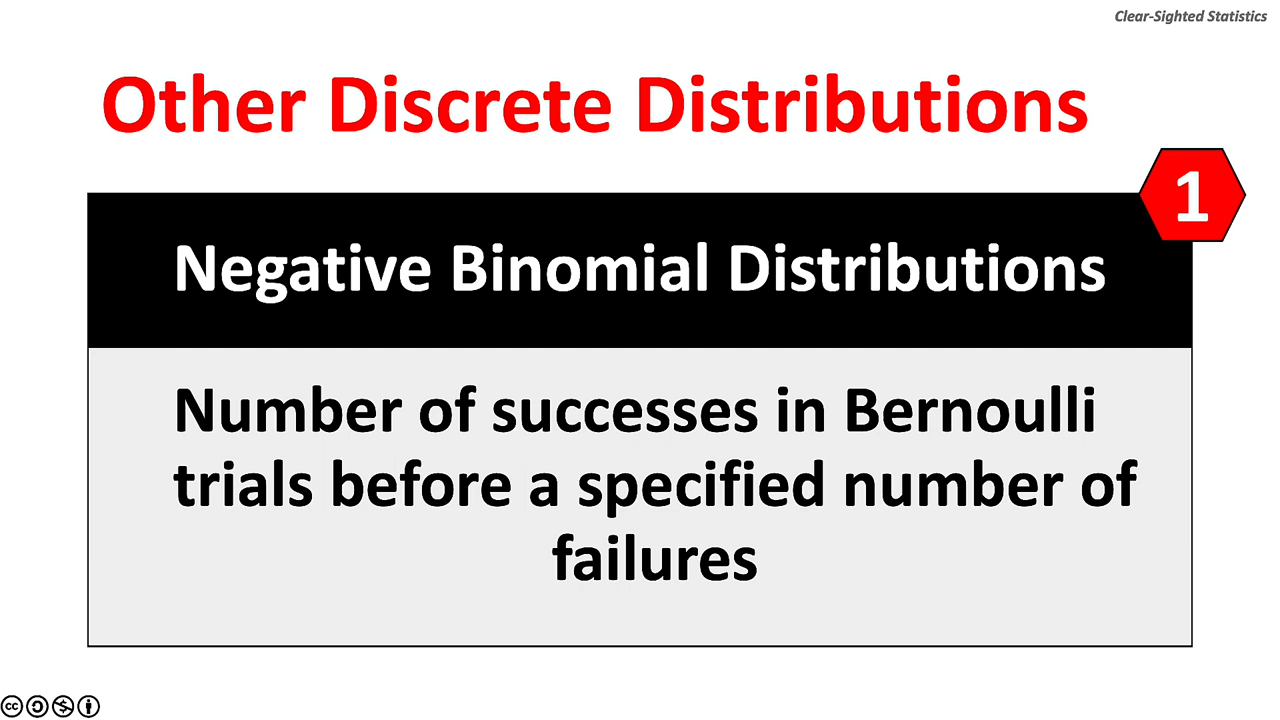 Clear-Sighted Statistics
Other Discrete Distributions
1
Negative Binomial Distributions
Number of successes in Bernoulli
trials before a specified number of
failures
cc